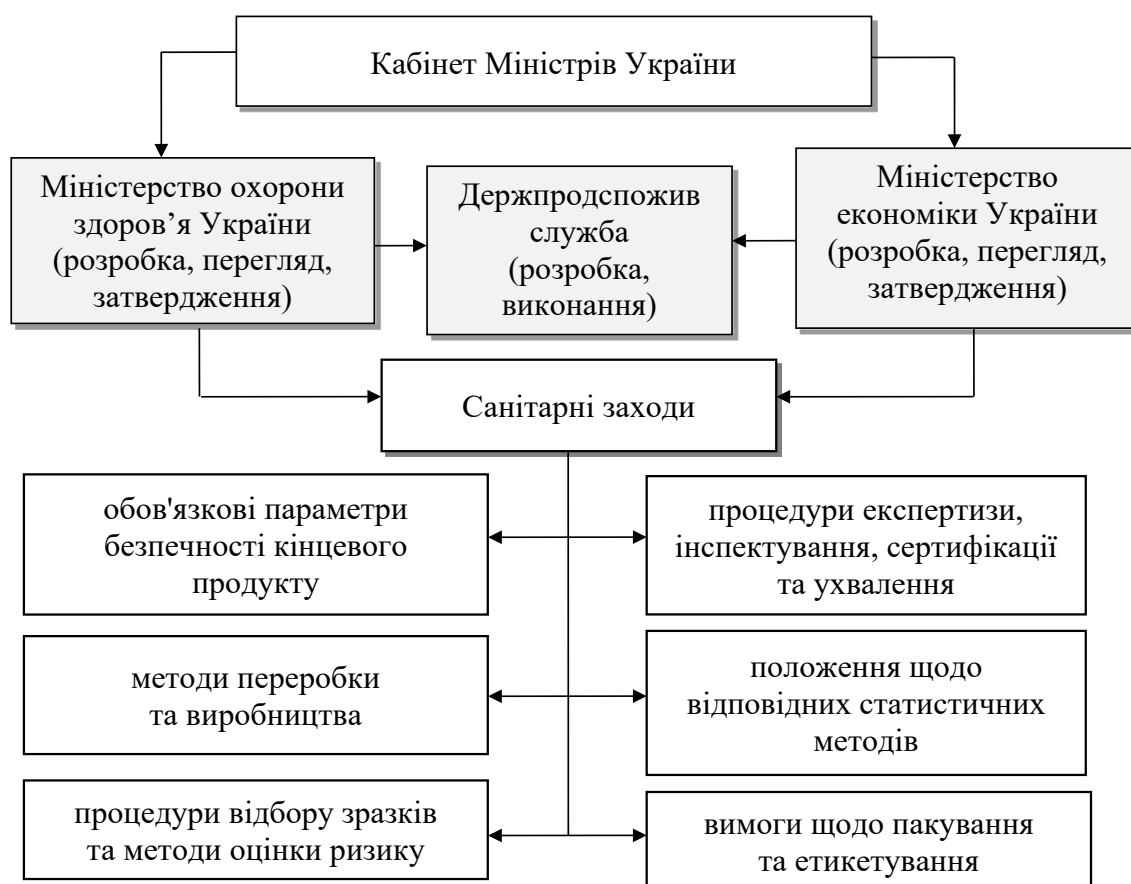 Кабінет Міністрів України
Міністерство охорони
здоров’я України
(розробка, перегляд,
затвердження)
Держпродспожив
служба
(розробка,
виконання)
Міністерство
економіки України
(розробка, перегляд,
затвердження)
Санітарні заходи
обов'язкові параметри
безпечності кінцевого
продукту
процедури експертизи,
інспектування, сертифікації
та ухвалення
методи переробки
та виробництва
положення щодо
відповідних статистичних
методів
процедури відбору зразків
та методи оцінки ризику
вимоги щодо пакування
та етикетування